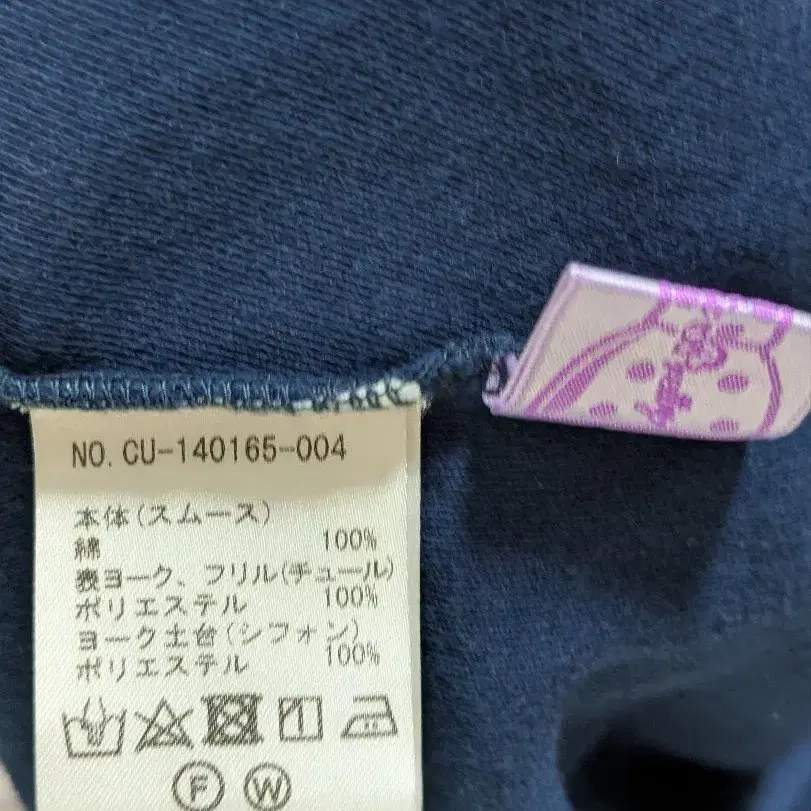 NO. CU-140165-004
本体(スムース)
綿 100%
表ヨーク、フリル(チュール)
ポリエステル 100%
ヨーク土台(シフォン)
ポリエステル 100%
F W